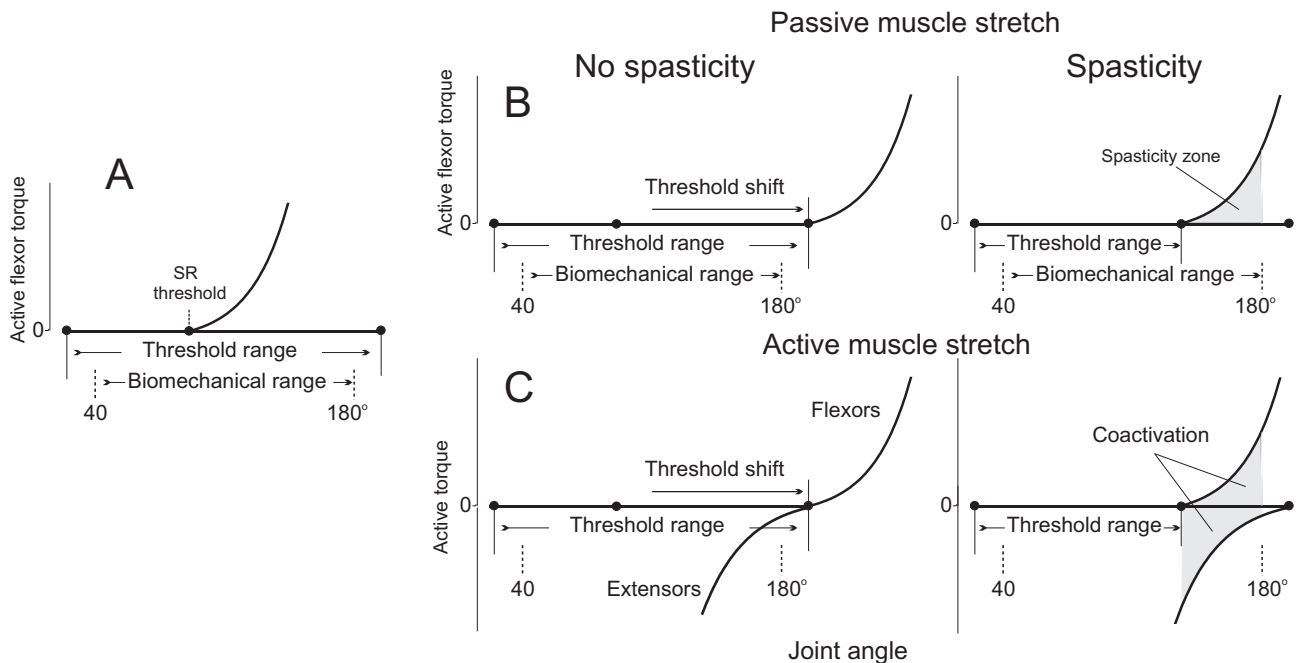 Passive muscle stretch
No spasticity
Spasticity
A
Active flexor torque
0
SR
threshold
Threshold range
Biomechanical range
40
180°
B
Active flexor torque
0
Threshold shift
Threshold range
Biomechanical range
40
180°
Spasticity zone
0
Threshold range
Biomechanical range
40
180°
Active muscle stretch
C
Active torque
0
Flexors
Threshold shift
Threshold range
Extensors
40
180°
Coactivation
0
Threshold range
40
180°
Joint angle